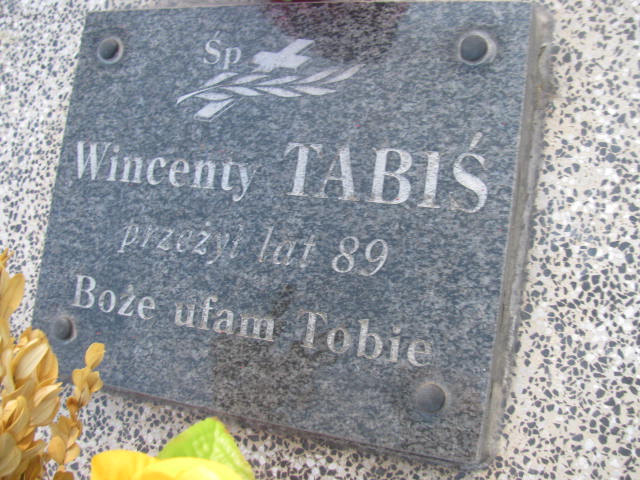 Śp
Wincenty TABIŚ
przeżył lat 89
Boże ufam Tobie